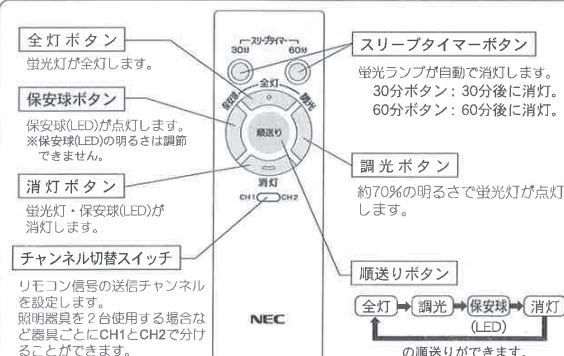 全灯ボタン
蛍光灯が全灯します。
保安球ボタン
保安球(LED)が点灯します。
※保安球(LED)の明るさは調節
できません。
消灯ボタン
蛍光灯・保安球(LED)が
消灯します。
チャンネル切替スイッチ
リモコン信号の送信チャンネル
を設定します。
照明器具を2台使用する場合な
ど器具ごとにCH1とCH2で分け
ることができます。
スリープタイマー
30分 60分
全灯
保安球 調光
順送り
消灯
CH1 CH2
NEC
スリープタイマーボタン
蛍光ランプが自動で消灯します。
30分ボタン:30分後に消灯。
60分ボタン:60分後に消灯。
調光ボタン
約70%の明るさで蛍光灯が点灯
します。
順送りボタン
全灯 調光 保安球 消灯
(LED)
の順送りができます。